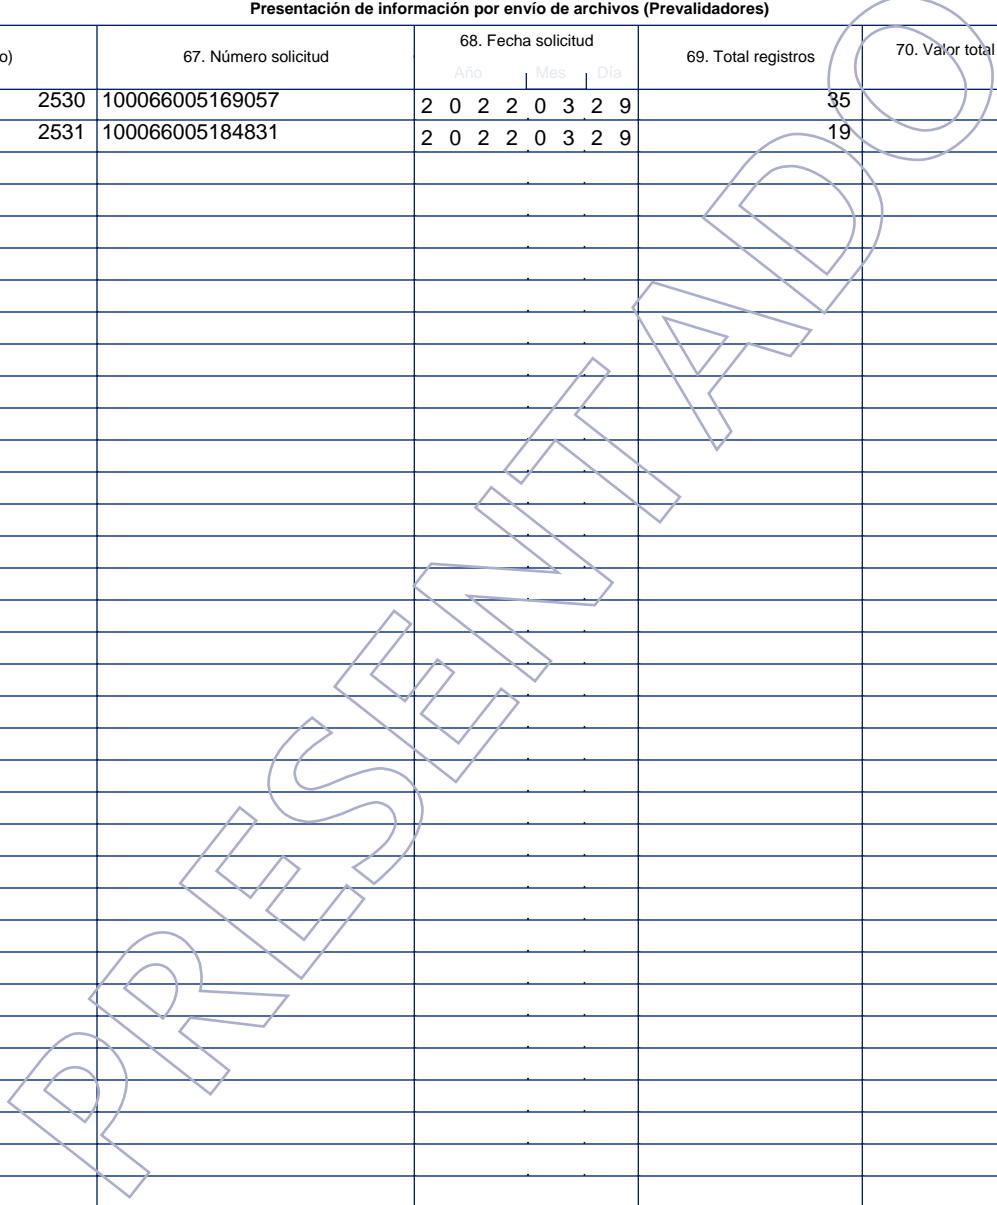 Presentación de información por envío de archivos (Prevalidadores)
o) 67. Número solicitud 68. Fecha solicitud 69. Total registros 70. Valor total
Año Mes Día
2530 100066005169057 2 0 2 2 0 3 2 9 35
2531 100066005184831 2 0 2 2 0 3 2 9 19
PRESENTADO